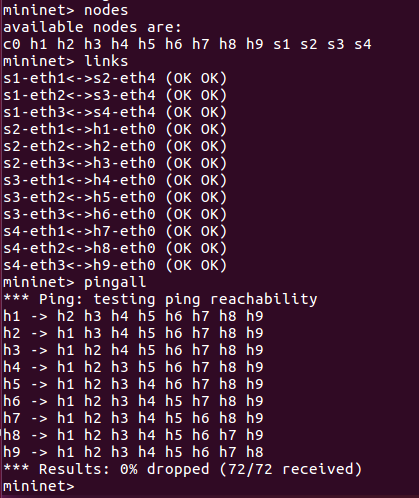 mininet> nodes
available nodes are:
c0 h1 h2 h3 h4 h5 h6 h7 h8 h9 s1 s2 s3 s4
mininet> links
s1-eth1<->s2-eth4 (OK OK)
s1-eth2<->s3-eth4 (OK OK)
s1-eth3<->s4-eth4 (OK OK)
s2-eth1<->h1-eth0 (OK OK)
s2-eth2<->h2-eth0 (OK OK)
s2-eth3<->h3-eth0 (OK OK)
s3-eth1<->h4-eth0 (OK OK)
s3-eth2<->h5-eth0 (OK OK)
s3-eth3<->h6-eth0 (OK OK)
s4-eth1<->h7-eth0 (OK OK)
s4-eth2<->h8-eth0 (OK OK)
s4-eth3<->h9-eth0 (OK OK)
mininet> pingall
*** Ping: testing ping reachability
h1 -> h2 h3 h4 h5 h6 h7 h8 h9
h2 -> h1 h3 h4 h5 h6 h7 h8 h9
h3 -> h1 h2 h4 h5 h6 h7 h8 h9
h4 -> h1 h2 h3 h5 h6 h7 h8 h9
h5 -> h1 h2 h3 h4 h6 h7 h8 h9
h6 -> h1 h2 h3 h4 h5 h7 h8 h9
h7 -> h1 h2 h3 h4 h5 h6 h8 h9
h8 -> h1 h2 h3 h4 h5 h6 h7 h9
h9 -> h1 h2 h3 h4 h5 h6 h7 h8
*** Results: 0% dropped (72/72 received)
mininet>